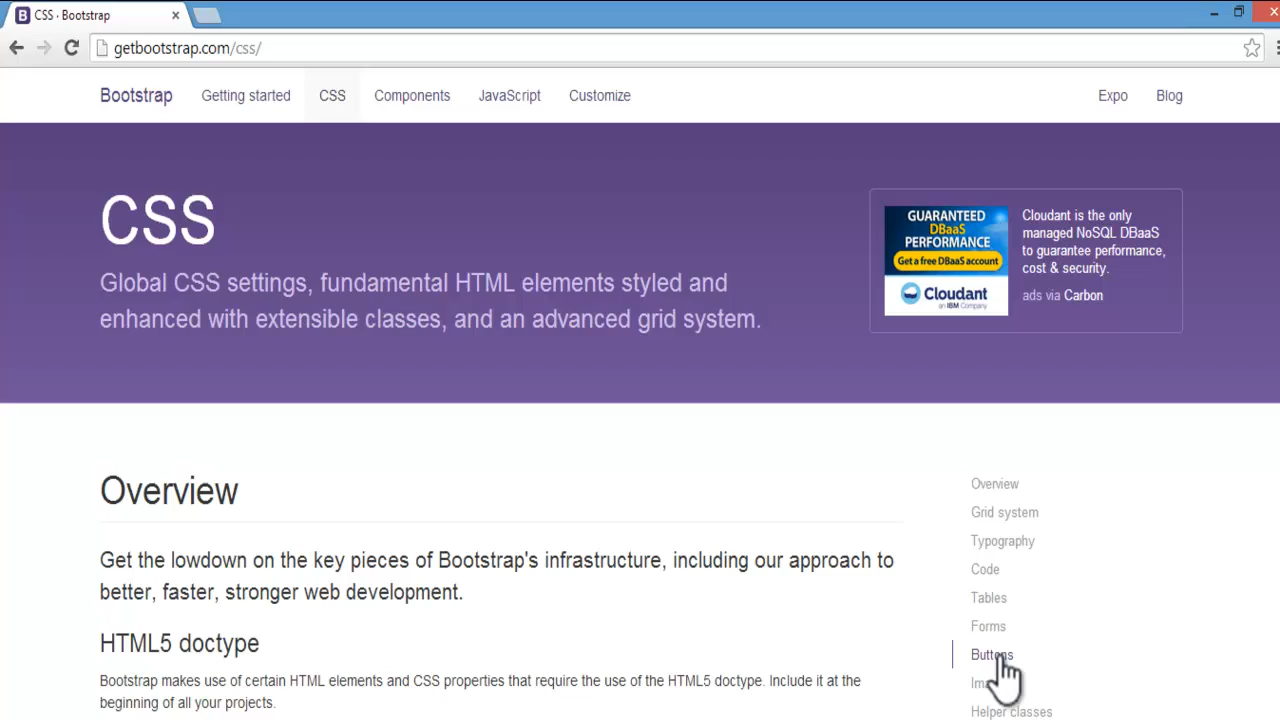 CSS · Bootstrap
getbootstrap.com/css/
Bootstrap Getting started CSS Components JavaScript Customize Expo Blog
CSS
Global CSS settings, fundamental HTML elements styled and
enhanced with extensible classes, and an advanced grid system.
GUARANTEED
DBaaS
PERFORMANCE
Get a free DBaaS account
Cloudant
an IBM Company
Cloudant is the only
managed NoSQL DBaaS
to guarantee performance,
cost & security.
ads via Carbon
Overview
Get the lowdown on the key pieces of Bootstrap's infrastructure, including our approach to
better, faster, stronger web development.
HTML5 doctype
Bootstrap makes use of certain HTML elements and CSS properties that require the use of the HTML5 doctype. Include it at the
beginning of all your projects.
Overview
Grid system
Typography
Code
Tables
Forms
Buttons
Helper classes